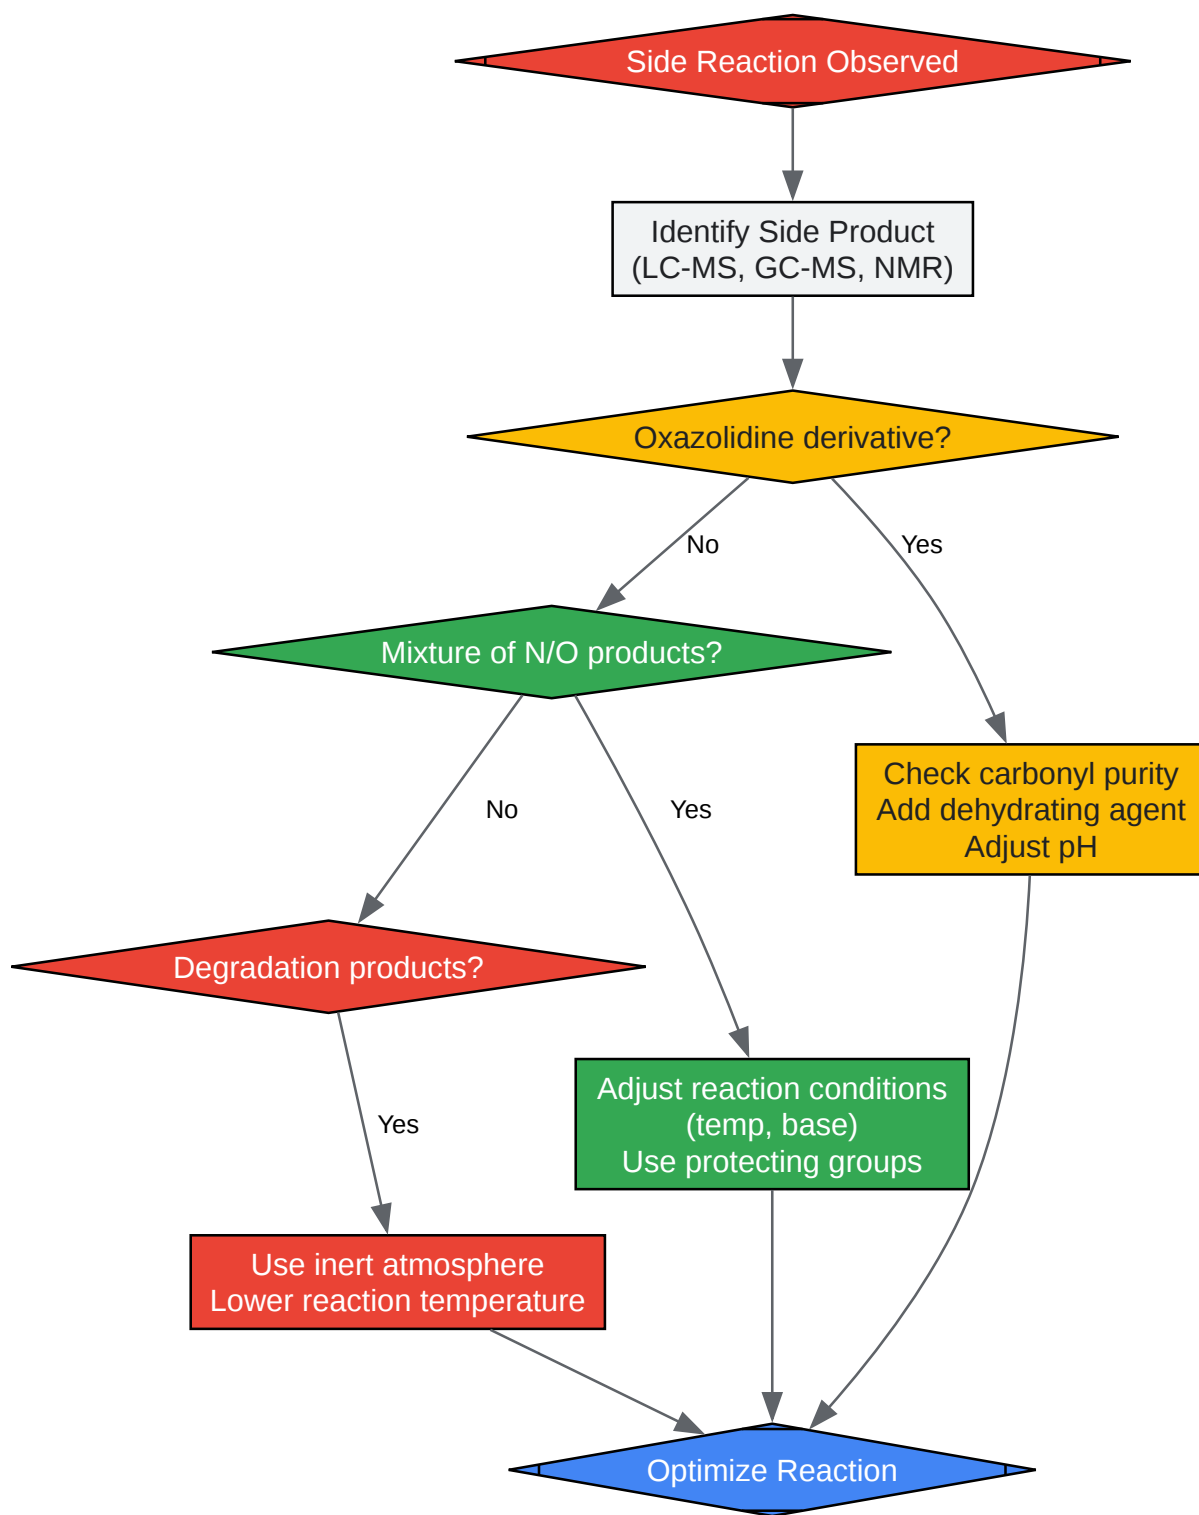 Side Reaction Observed
Identify Side Product
(LC-MS, GC-MS, NMR)
Oxazolidine derivative?
No
Yes
Mixture of N/O products?
Check carbonyl purity
Add dehydrating agent
Adjust pH
No
Yes
Degradation products?
Adjust reaction conditions
(temp, base)
Use protecting groups
Yes
Use inert atmosphere
Lower reaction temperature
Optimize Reaction